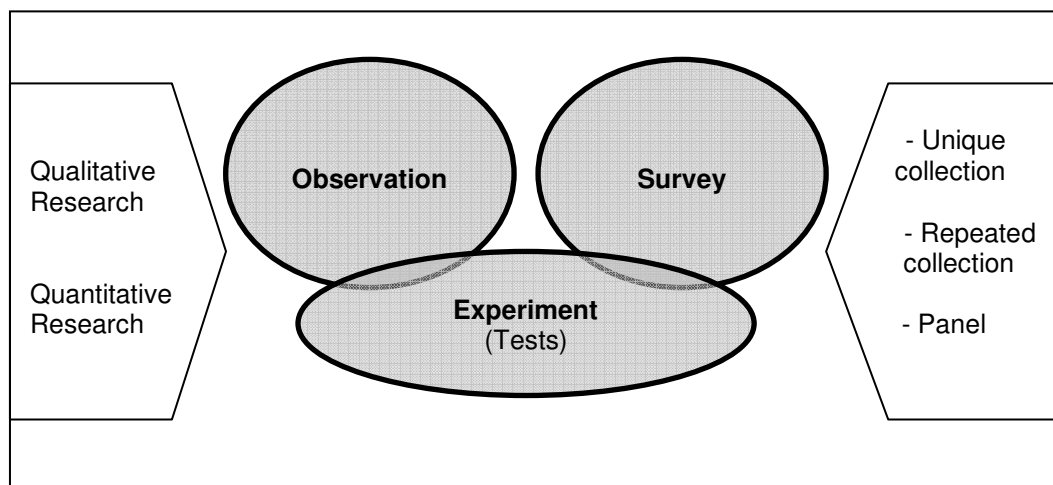 Qualitative
Research
Quantitative
Research
Observation
Survey
Experiment
(Tests)
- Unique
collection
- Repeated
collection
- Panel